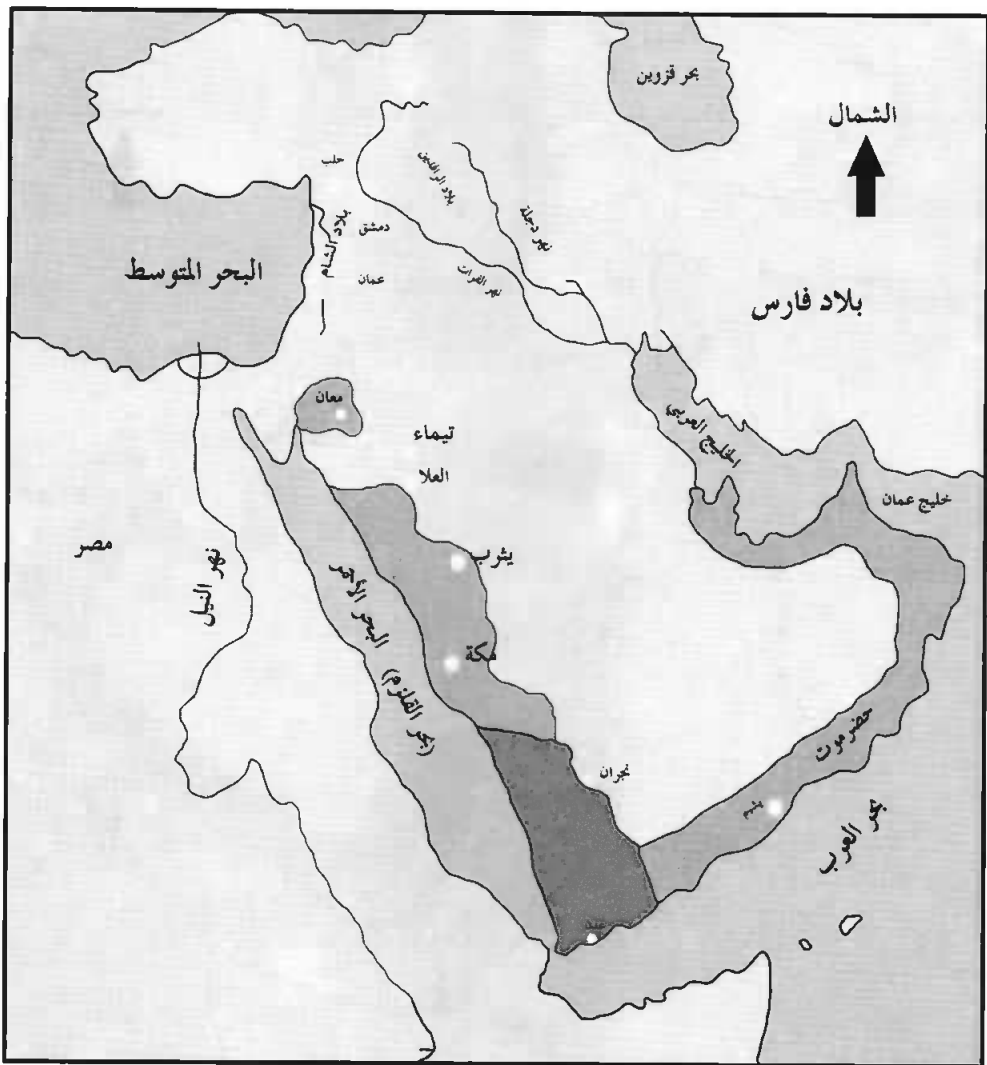 بحر قزوين
الشمال
حلب
بلاد الرافدين
نهر دجلة
بلاد الشام
دمشق
عمان
نهر الفرات
البحر المتوسط
بلاد فارس
معان
تيماء
العلا
الخليج العربي
خليج عمان
مصر
نهر النيل
يثرب
البحر الأحمر
(بحر القلزم)
مكة
نجران
حضرموت
بحر العرب
عدن